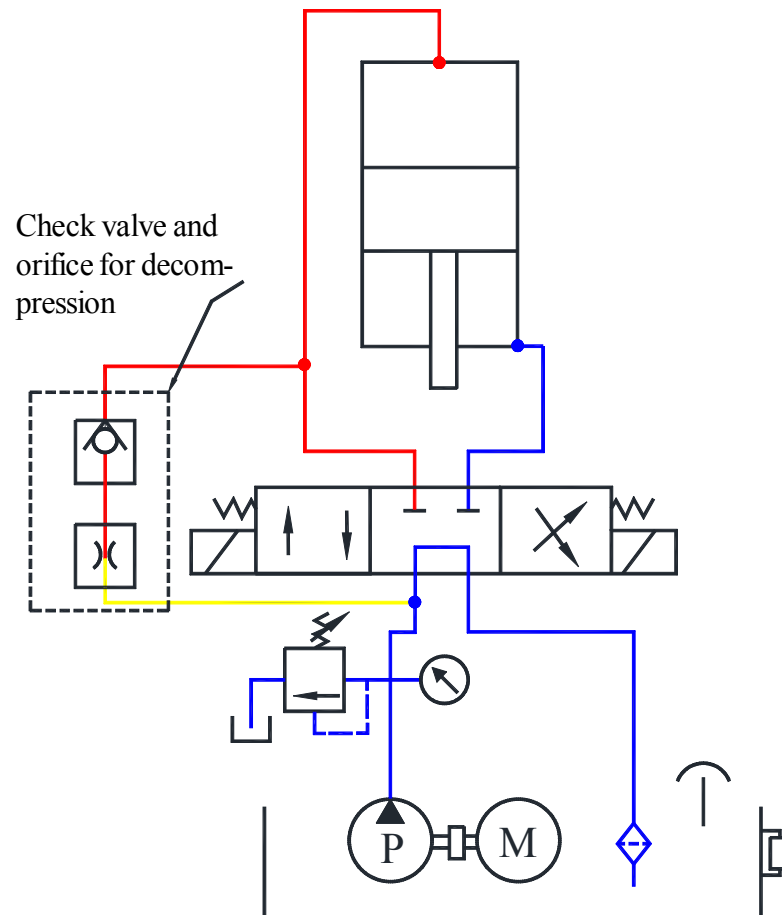 Check valve and
orifice for decom-
pression
P
M